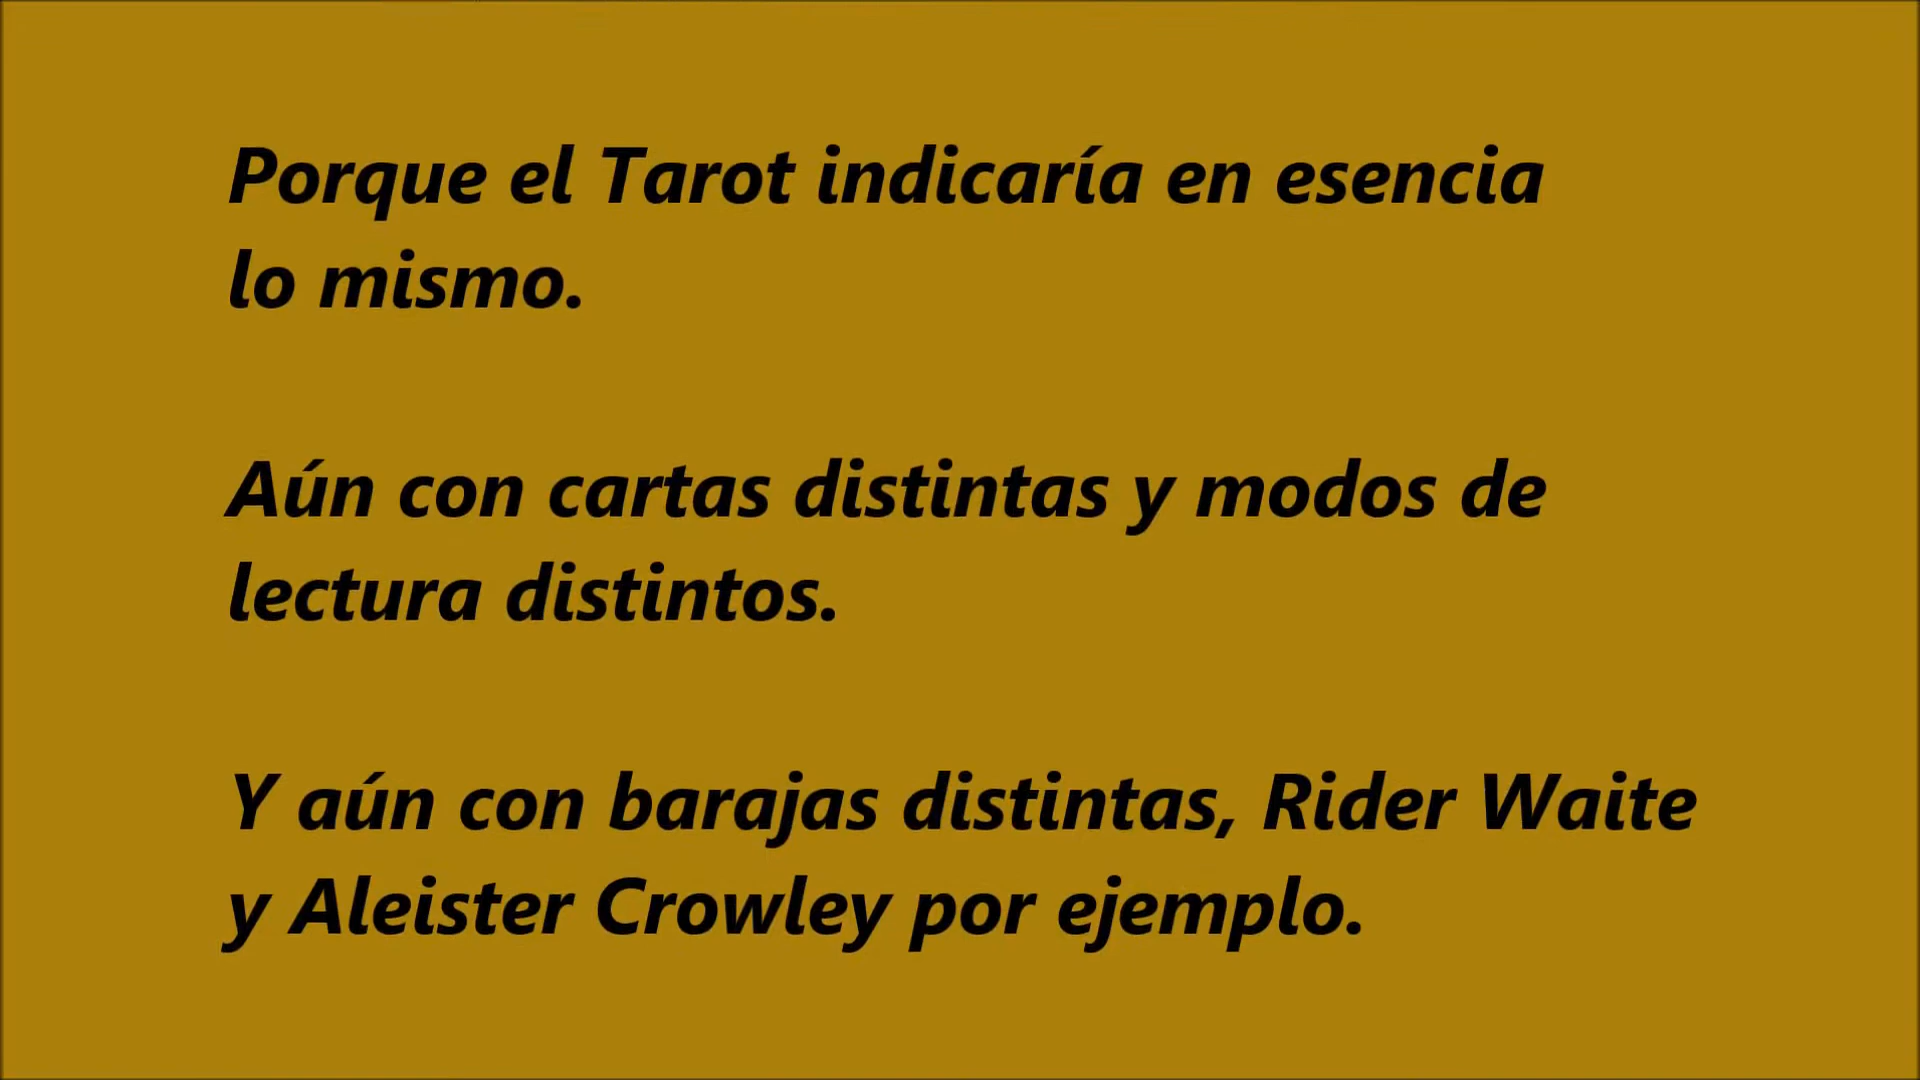 Porque el Tarot indicaría en esencia
lo mismo.
Aún con cartas distintas y modos de
lectura distintos.
Y aún con barajas distintas, Rider Waite
y Aleister Crowley por ejemplo.